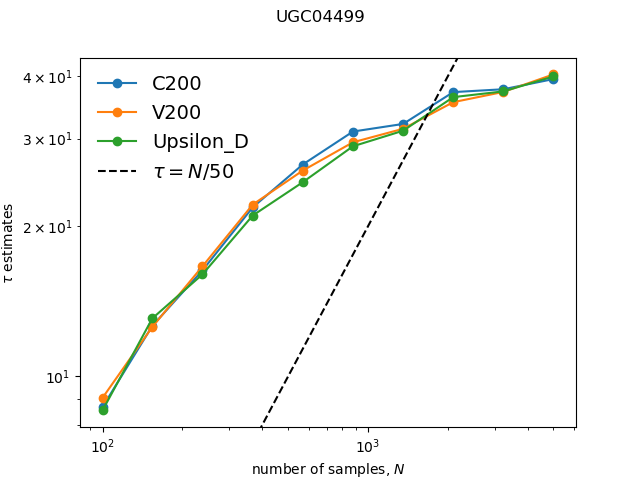 UGC04499
C200
V200
Upsilon_D
τ = N/50
4 × 10¹
3 × 10¹
2 × 10¹
10¹
τ estimates
10² 10³
number of samples, N